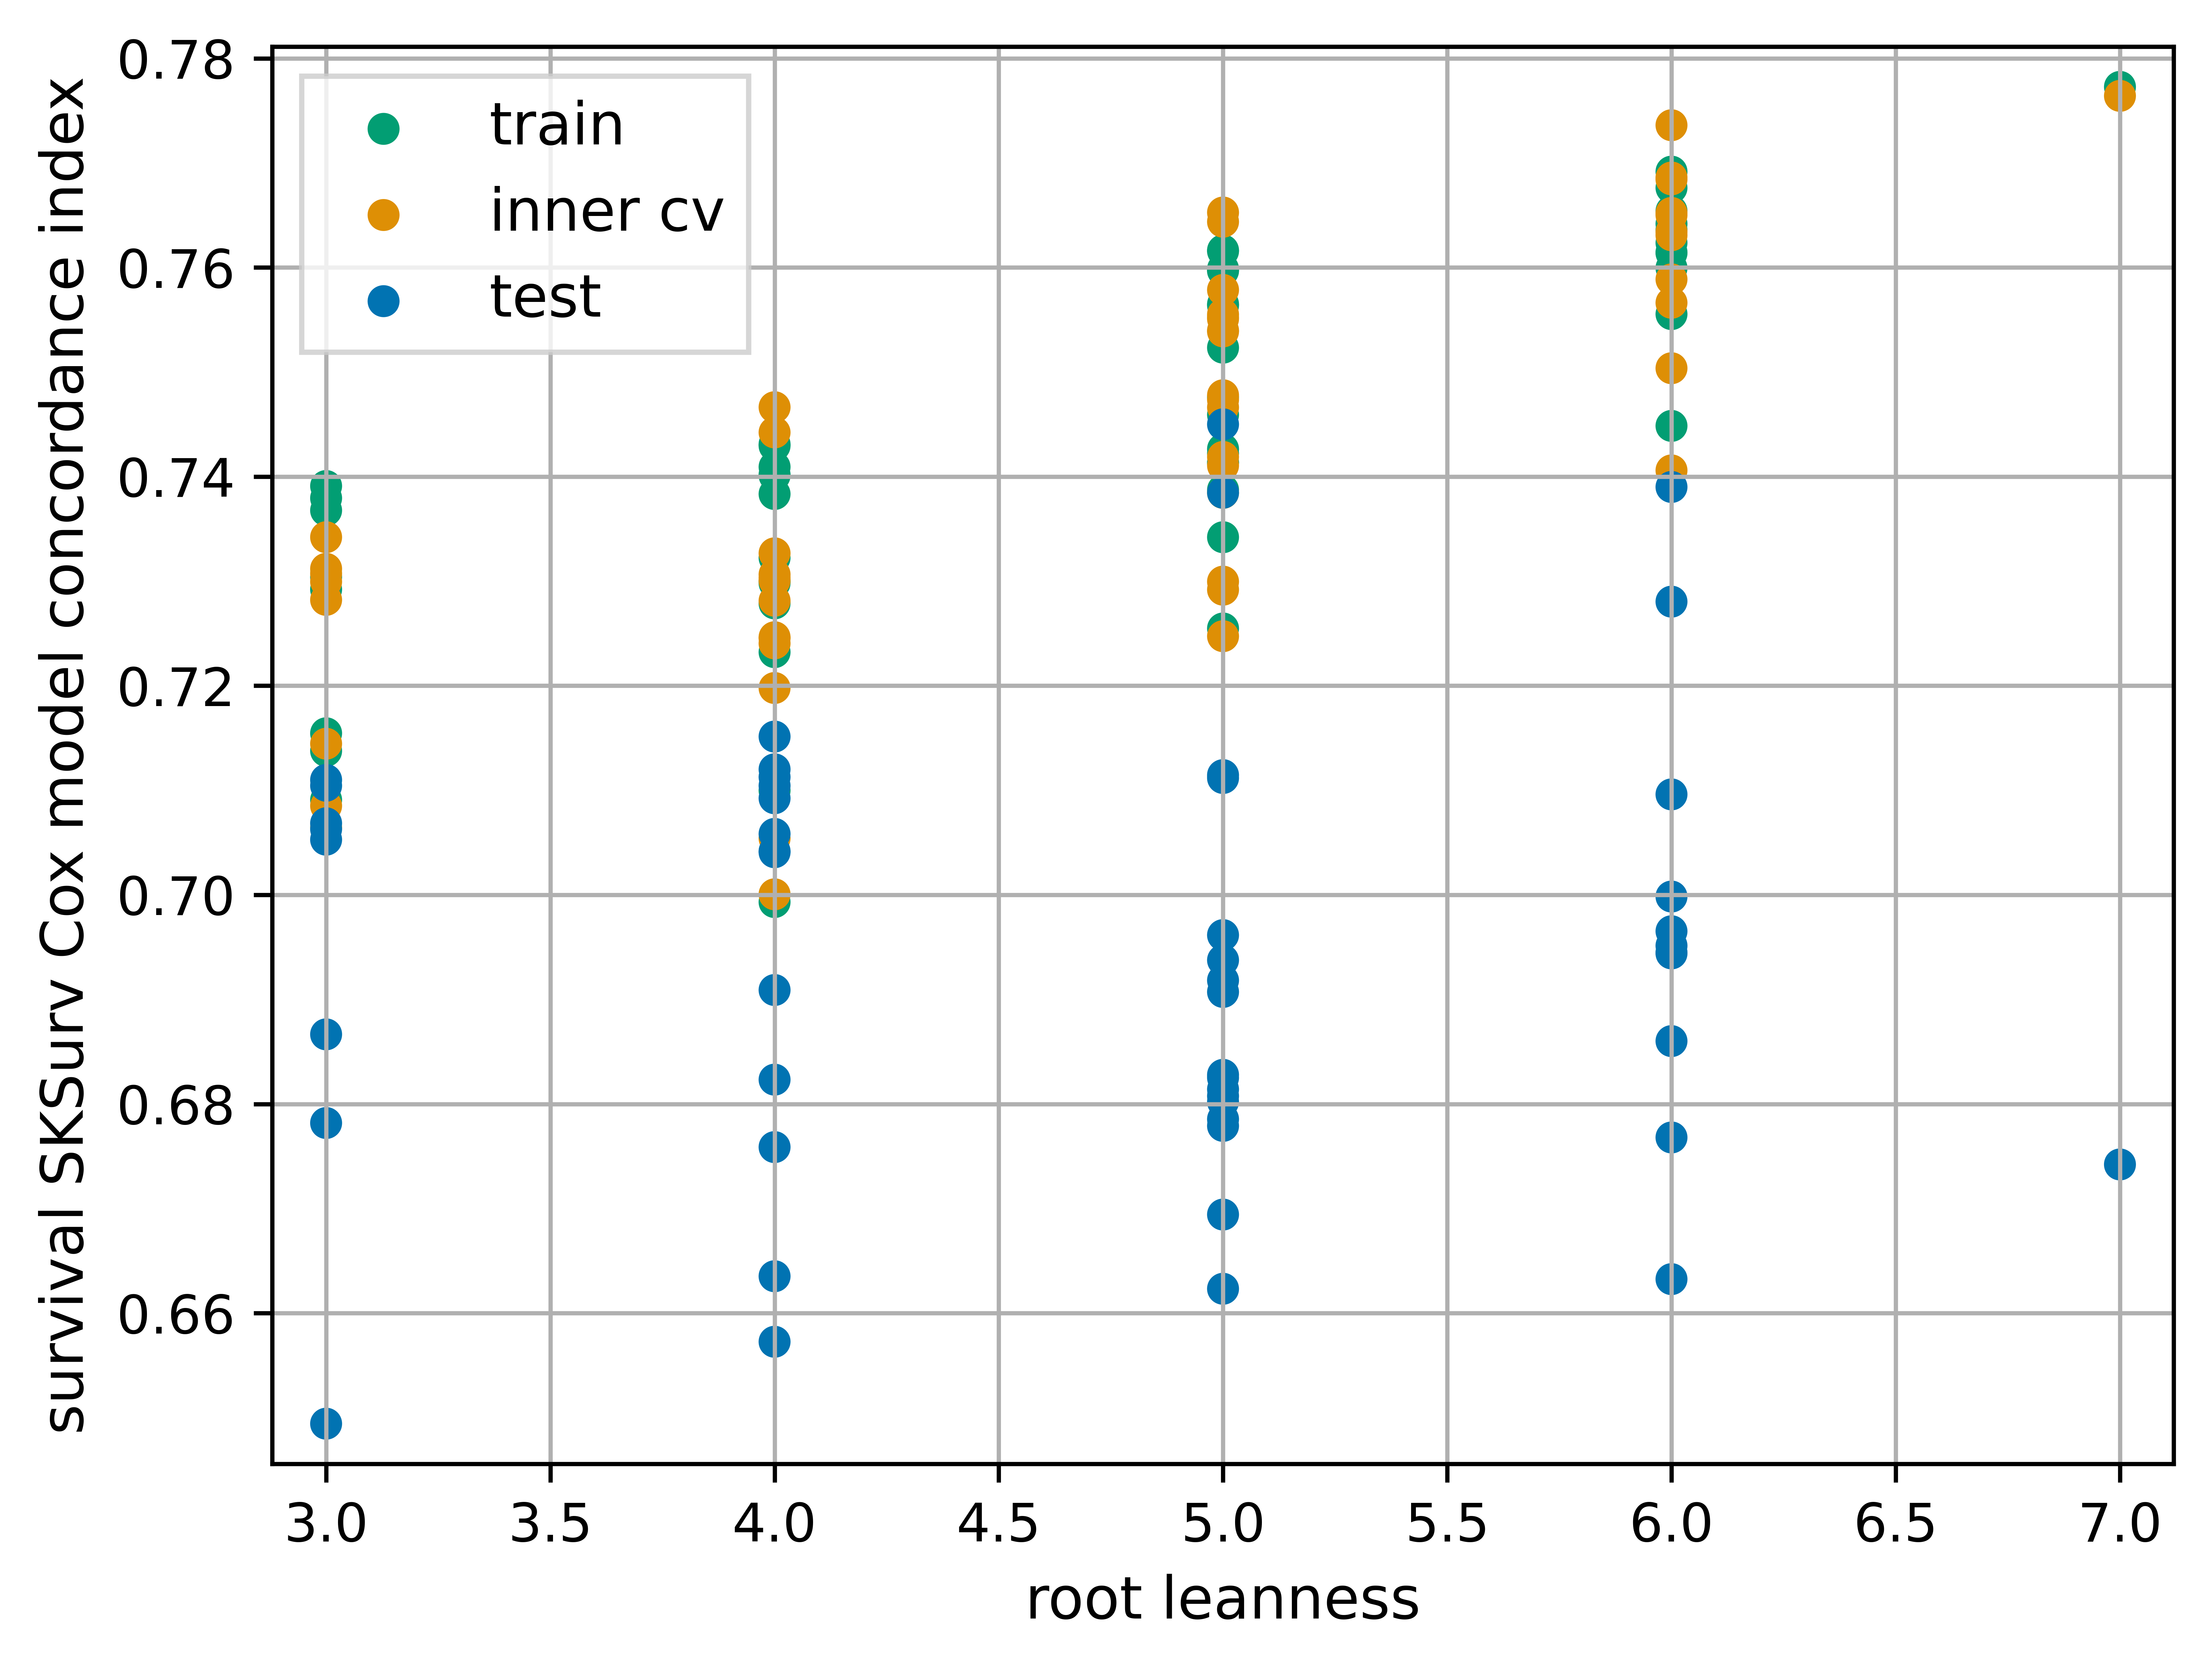 survival SKSurv Cox model concordance index
0.78
0.76
0.74
0.72
0.70
0.68
0.66
train
inner cv
test
3.0 3.5 4.0 4.5 5.0 5.5 6.0 6.5 7.0
root leanness